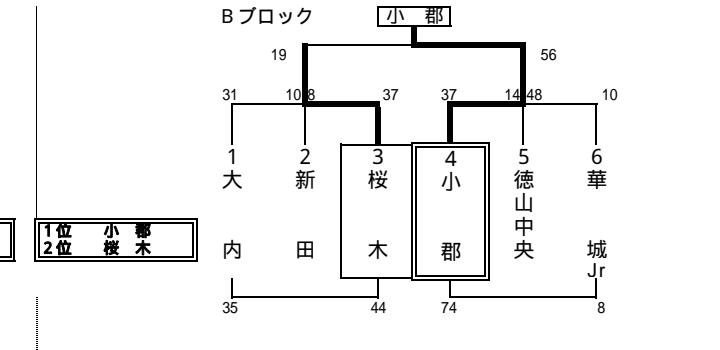 Bブロック
小 郡
19
56
31
10 8
37
37
14 48
10
1 大 内
2 新 田
3 桜 木
4 小 郡
5 徳山中央
6 華 城Jr
1位 小 郡
2位 桜 木
35
44
74
8